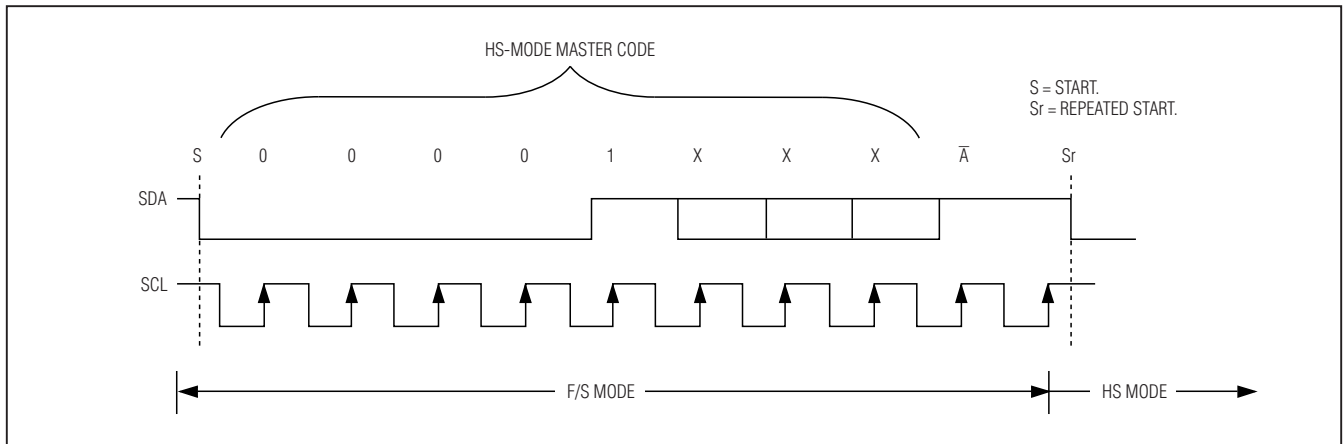 HS-MODE MASTER CODE
S = START.
Sr = REPEATED START.
S 0 0 0 0 1 X X X A̅ Sr
SDA
SCL
F/S MODE HS MODE